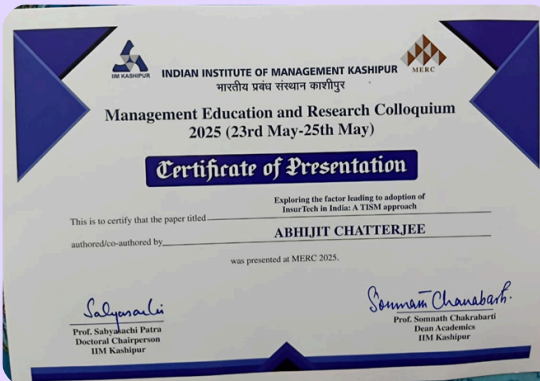 IIM KASHIPUR
INDIAN INSTITUTE OF MANAGEMENT KASHIPUR
MERC
भारतीय प्रबंध संस्थान काशीपुर
Management Education and Research Colloquium
2025 (23rd May-25th May)
Certificate of Presentation
Exploring the factor leading to adoption of
InsurTech in India: A TISM approach
This is to certify that the paper titled
ABHIJIT CHATTERJEE
authored/co-authored by
was presented at MERC 2025.
Prof. Sabyasachi Patra
Doctoral Chairperson
IIM Kashipur
Prof. Somnath Chakrabarti
Dean Academics
IIM Kashipur